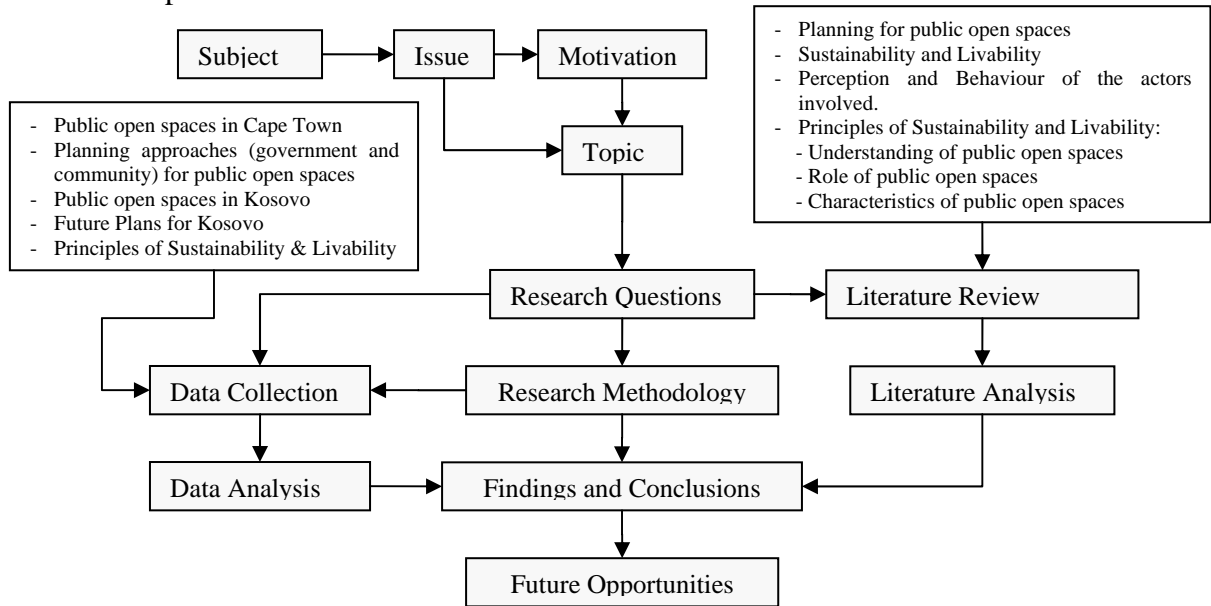 Subject
Issue
Motivation
- Planning for public open spaces
- Sustainability and Livability
- Perception and Behaviour of the actors
involved.
- Principles of Sustainability and Livability:
- Understanding of public open spaces
- Role of public open spaces
- Characteristics of public open spaces
- Public open spaces in Cape Town
- Planning approaches (government and
community) for public open spaces
- Public open spaces in Kosovo
- Future Plans for Kosovo
- Principles of Sustainability & Livability
Topic
Research Questions
Literature Review
Data Collection
Research Methodology
Literature Analysis
Data Analysis
Findings and Conclusions
Future Opportunities